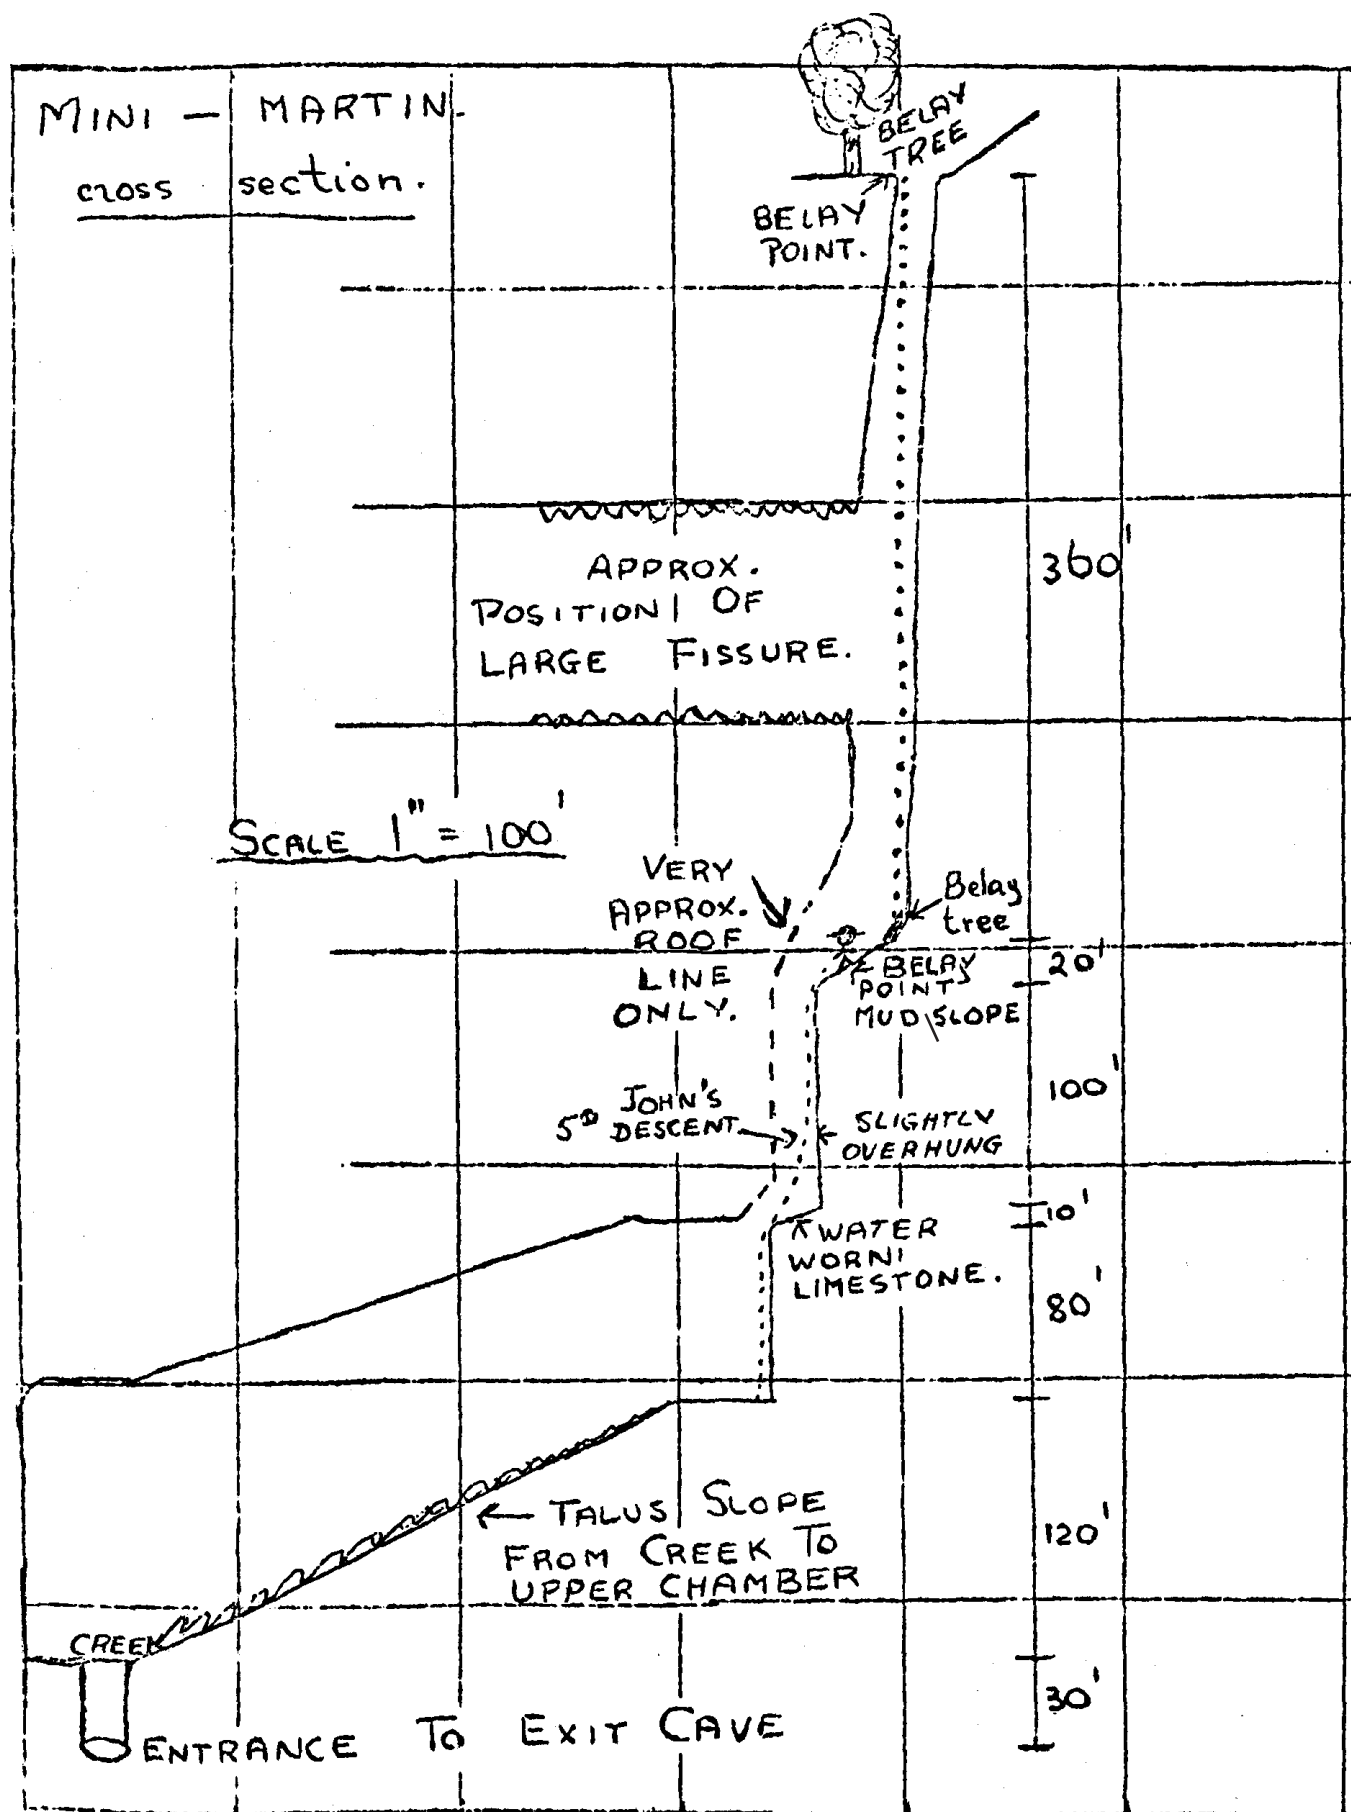 MINI - MARTIN.
cross section.
BELAY
TREE
BELAY
POINT.
360'
APPROX.
POSITION OF
LARGE FISSURE.
SCALE 1" = 100'
VERY
APPROX.
ROOF
LINE
ONLY.
Belay
tree
20'
BELAY
POINT
MUD SLOPE
100'
JOHN'S
DESCENT
SLIGHTLY
OVERHUNG
10'
WATER
WORN
LIMESTONE.
80'
TALUS SLOPE
FROM CREEK TO
UPPER CHAMBER
120'
CREEK
30'
ENTRANCE TO EXIT CAVE